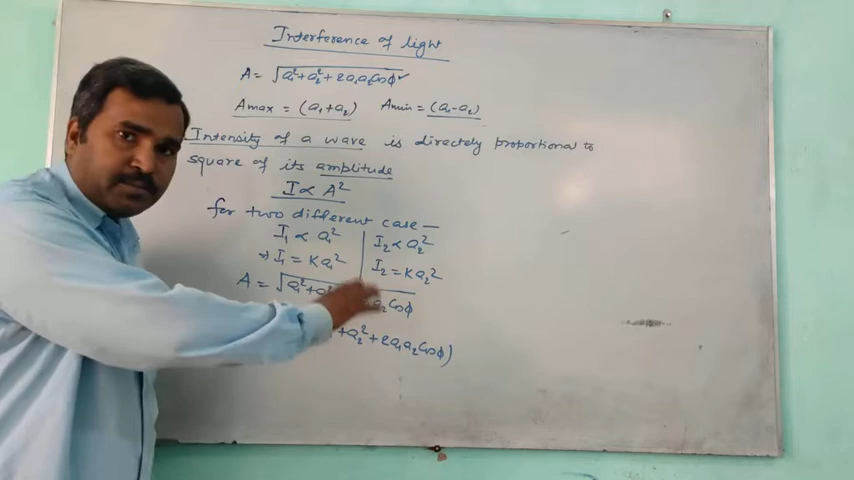 Interference of light
A = √a₁²+a₂²+2a₁a₂Cosϕ ✓
Amax = (a₁+a₂) Amin = (a₁-a₂)
Intensity of a wave is directely proportional to
square of its amplitude
I ∝ A²
for two different case —
I₁ ∝ a₁² | I₂ ∝ a₂²
⇒ I₁ = Ka₁² | I₂ = Ka₂²
A = √a₁²+a₂² a₂Cosϕ
+a₂²+2a₁a₂Cosϕ)